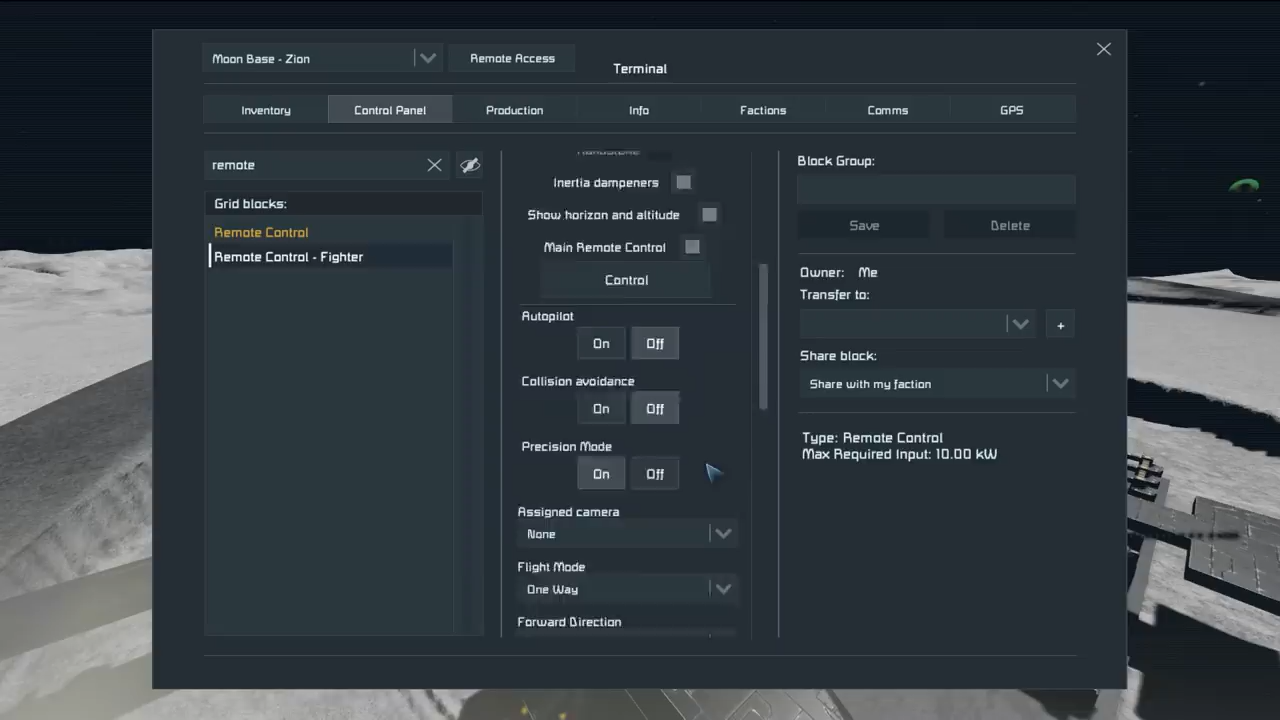 Moon Base - Zion
Remote Access
Terminal
Inventory
Control Panel
Production
Info
Factions
Comms
GPS
remote
Grid blocks:
Remote Control
Remote Control - Fighter
Inertia dampeners
Show horizon and altitude
Main Remote Control
Control
Autopilot
On Off
Collision avoidance
On Off
Precision Mode
On Off
Assigned camera
None
Flight Mode
One Way
Forward Direction
Block Group:
Save Delete
Owner: Me
Transfer to:
+
Share block:
Share with my faction
Type: Remote Control
Max Required Input: 10.00 kW